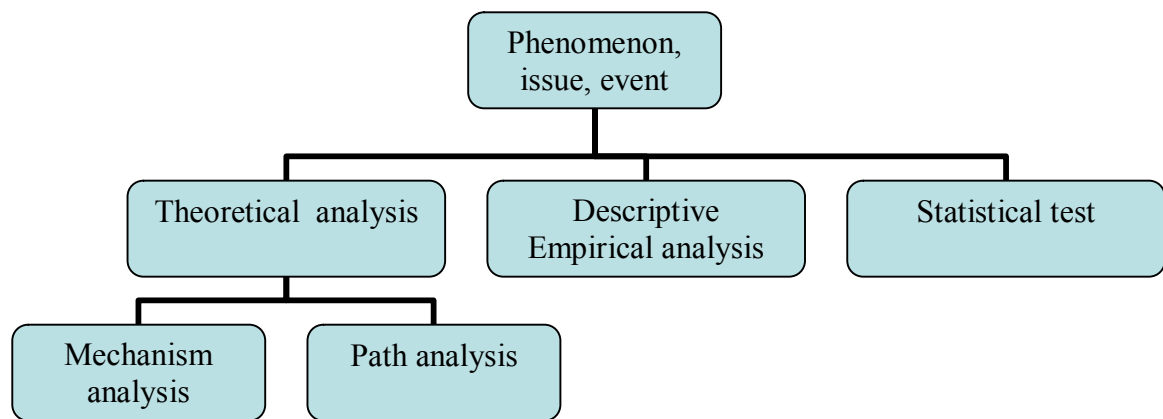 Phenomenon,
issue, event
Theoretical analysis
Descriptive
Empirical analysis
Statistical test
Mechanism
analysis
Path analysis